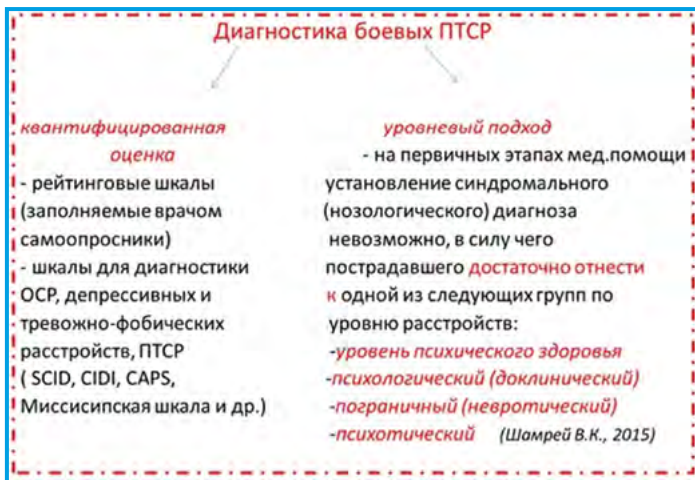 Диагностика боевых ПТСР
квантифицированная
оценка
- рейтинговые шкалы
(заполняемые врачом
самоопросники)
- шкалы для диагностики
ОСР, депрессивных и
тревожно-фобических
расстройств, ПТСР
( SCID, CIDI, CAPS,
Миссисипская шкала и др.)
уровневый подход
- на первичных этапах мед.помощи
установление синдромального
(нозологического) диагноза
невозможно, в силу чего
пострадавшего достаточно отнести
к одной из следующих групп по
уровню расстройств:
-уровень психического здоровья
-психологический (доклинический)
-пограничный (невротический)
-психотический (Шамрей В.К., 2015)